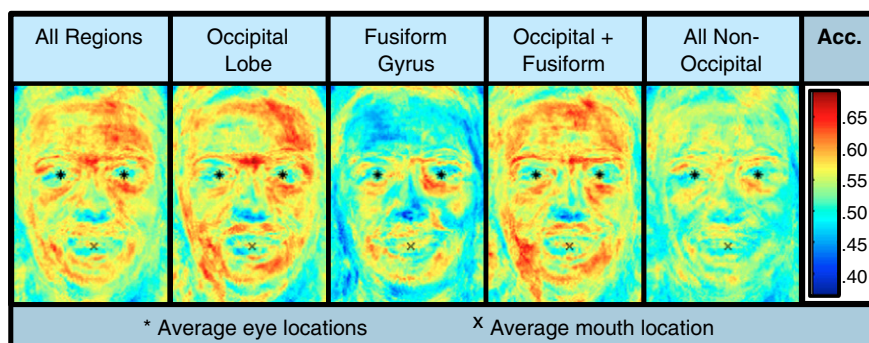 All Regions
Occipital
Lobe
Fusiform
Gyrus
Occipital +
Fusiform
All Non-
Occipital
Acc.
.65
.60
.55
.50
.45
.40
* Average eye locations
x Average mouth location